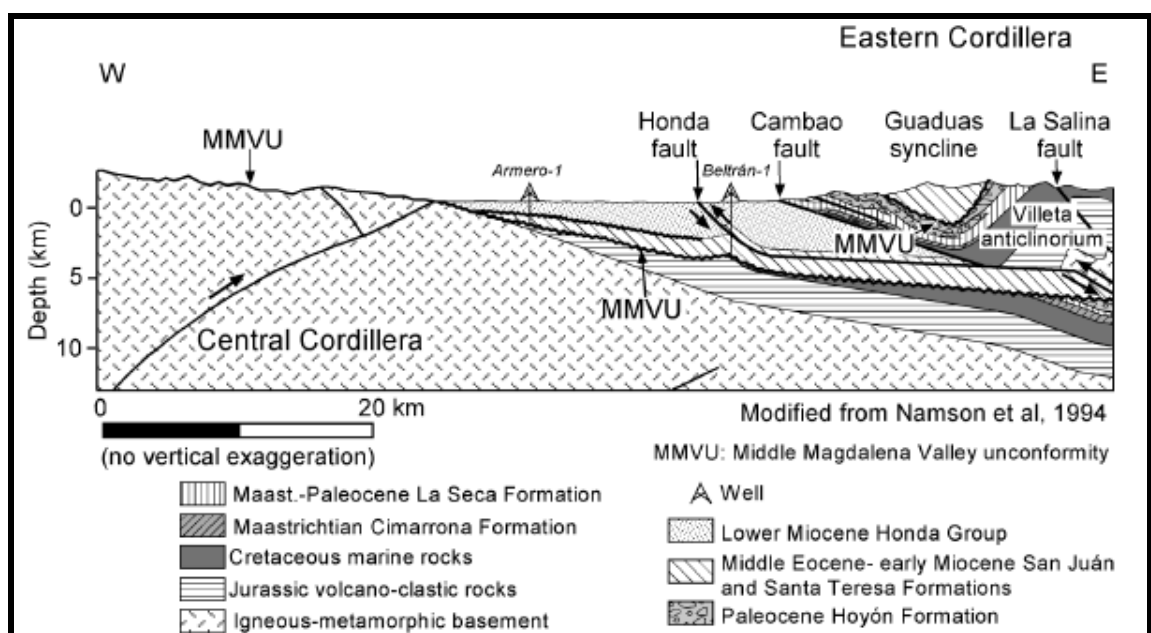 Eastern Cordillera
W
E
MMVU
Honda fault
Cambao fault
Guaduas syncline
La Salina fault
Armero-1
Beltrán-1
0
5
10
Depth (km)
MMVU
Villeta
anticlinorium
MMVU
Central Cordillera
0
20 km
(no vertical exaggeration)
Modified from Namson et al, 1994
MMVU: Middle Magdalena Valley unconformity
Maast.-Paleocene La Seca Formation
Maastrichtian Cimarrona Formation
Cretaceous marine rocks
Jurassic volcano-clastic rocks
Igneous-metamorphic basement
Well
Lower Miocene Honda Group
Middle Eocene- early Miocene San Juán
and Santa Teresa Formations
Paleocene Hoyón Formation